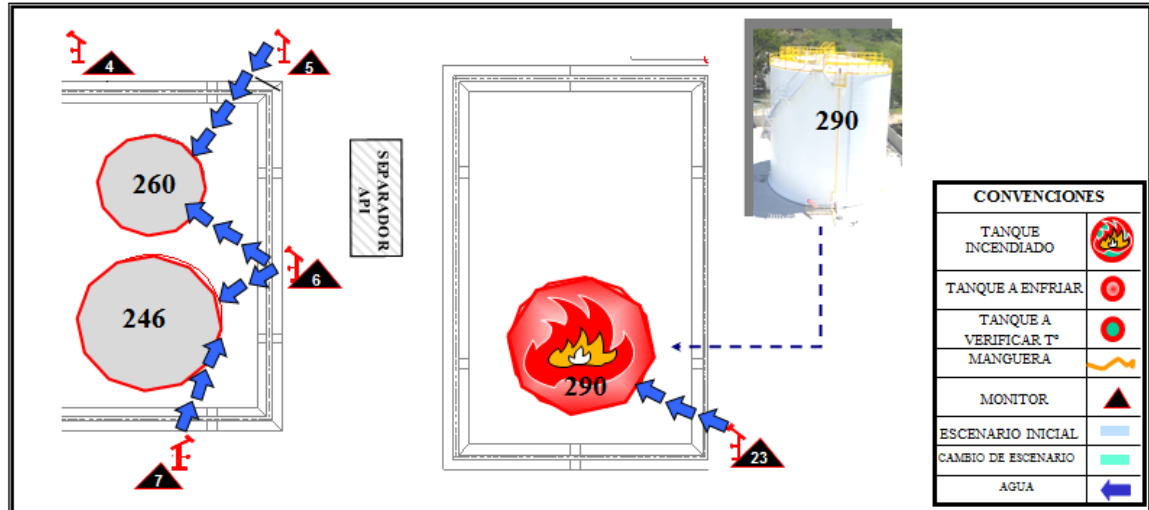 4
5
260
246
6
7
SEPARADOR
API
290
290
23
CONVENCIONES
TANQUE
INCENDIADO
TANQUE A ENFRIAR
TANQUE A
VERIFICAR Tº
MANGUERA
MONITOR
ESCENARIO INICIAL
CAMBIO DE ESCENARIO
AGUA